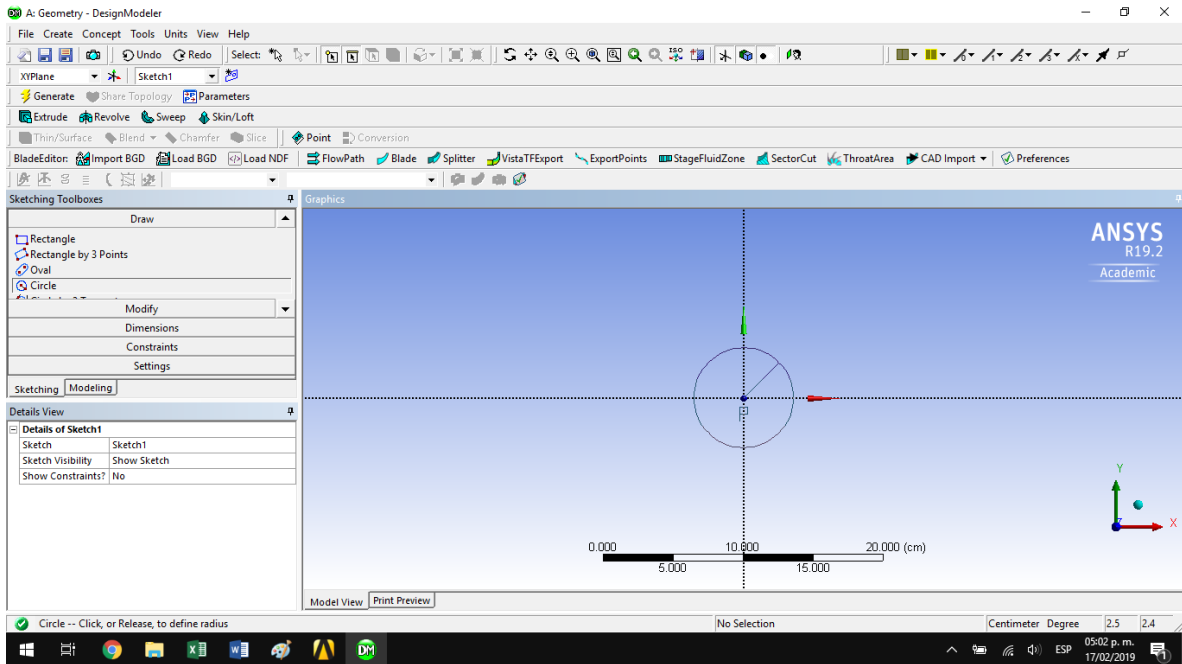 A: Geometry - DesignModeler
File Create Concept Tools Units View Help
Undo Redo Select:
XYPlane Sketch1
Generate Share Topology Parameters
Extrude Revolve Sweep Skin/Loft
Thin/Surface Blend Chamfer Slice Point Conversion
BladeEditor: Import BGD Load BGD Load NDF FlowPath Blade Splitter VistaTFExport ExportPoints StageFluidZone SectorCut ThroatArea CAD Import Preferences
Sketching Toolboxes
Draw
Rectangle
Rectangle by 3 Points
Oval
Circle
Modify
Dimensions
Constraints
Settings
Sketching Modeling
Details View
Details of Sketch1
Sketch Sketch1
Sketch Visibility Show Sketch
Show Constraints? No
Graphics
ANSYS
R19.2
Academic
P
Y
Z
X
0.000 10.000 20.000 (cm)
5.000 15.000
Model View Print Preview
Circle -- Click, or Release, to define radius No Selection Centimeter Degree 2.5 2.4
ESP
05:02 p. m.
17/02/2019